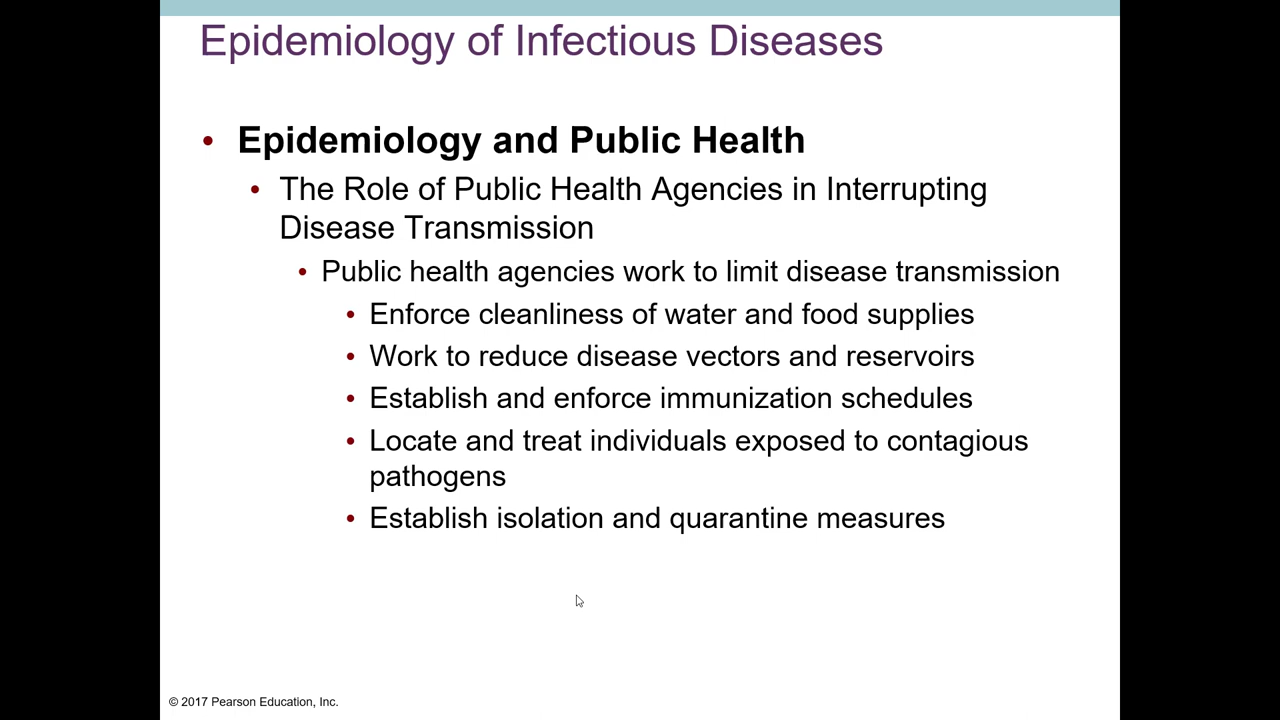 Epidemiology of Infectious Diseases
• Epidemiology and Public Health
• The Role of Public Health Agencies in Interrupting
Disease Transmission
• Public health agencies work to limit disease transmission
• Enforce cleanliness of water and food supplies
• Work to reduce disease vectors and reservoirs
• Establish and enforce immunization schedules
• Locate and treat individuals exposed to contagious
pathogens
• Establish isolation and quarantine measures
© 2017 Pearson Education, Inc.